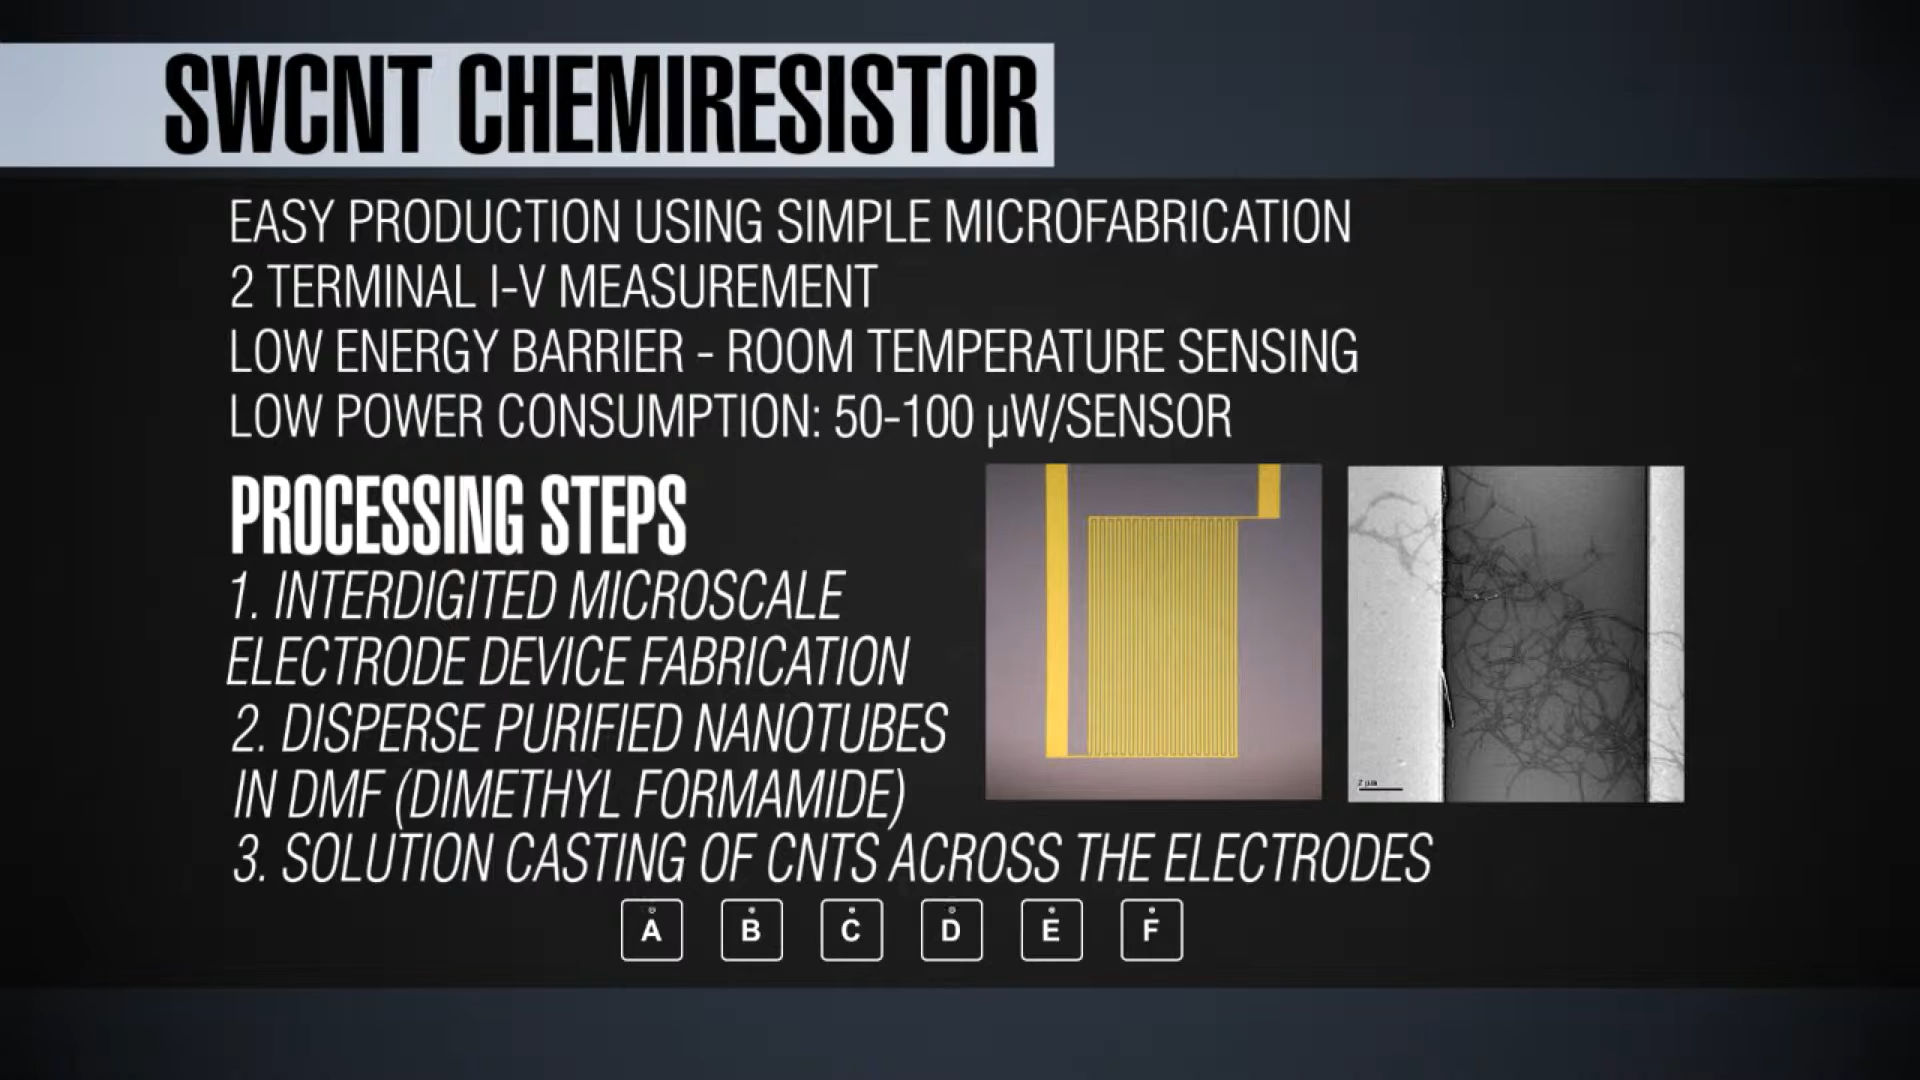 SWCNT CHEMIRESISTOR
EASY PRODUCTION USING SIMPLE MICROFABRICATION
2 TERMINAL I-V MEASUREMENT
LOW ENERGY BARRIER - ROOM TEMPERATURE SENSING
LOW POWER CONSUMPTION: 50-100 µW/SENSOR
PROCESSING STEPS
1. INTERDIGITED MICROSCALE
ELECTRODE DEVICE FABRICATION
2. DISPERSE PURIFIED NANOTUBES
IN DMF (DIMETHYL FORMAMIDE)
3. SOLUTION CASTING OF CNTS ACROSS THE ELECTRODES
2 µm
A B C D E F